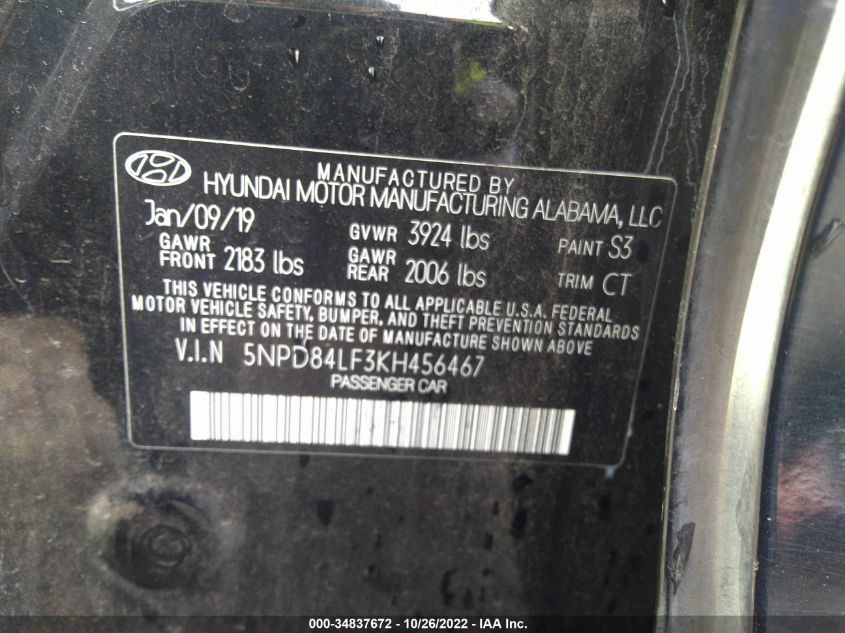 MANUFACTURED BY
HYUNDAI MOTOR MANUFACTURING ALABAMA, LLC
Jan/09/19 GVWR 3924 lbs PAINT S3
GAWR FRONT 2183 lbs GAWR REAR 2006 lbs TRIM CT
THIS VEHICLE CONFORMS TO ALL APPLICABLE U.S.A. FEDERAL
MOTOR VEHICLE SAFETY, BUMPER, AND THEFT PREVENTION STANDARDS
IN EFFECT ON THE DATE OF MANUFACTURE SHOWN ABOVE.
V.I.N 5NPD84LF3KH456467
PASSENGER CAR
000-34837672 - 10/26/2022 - IAA Inc.